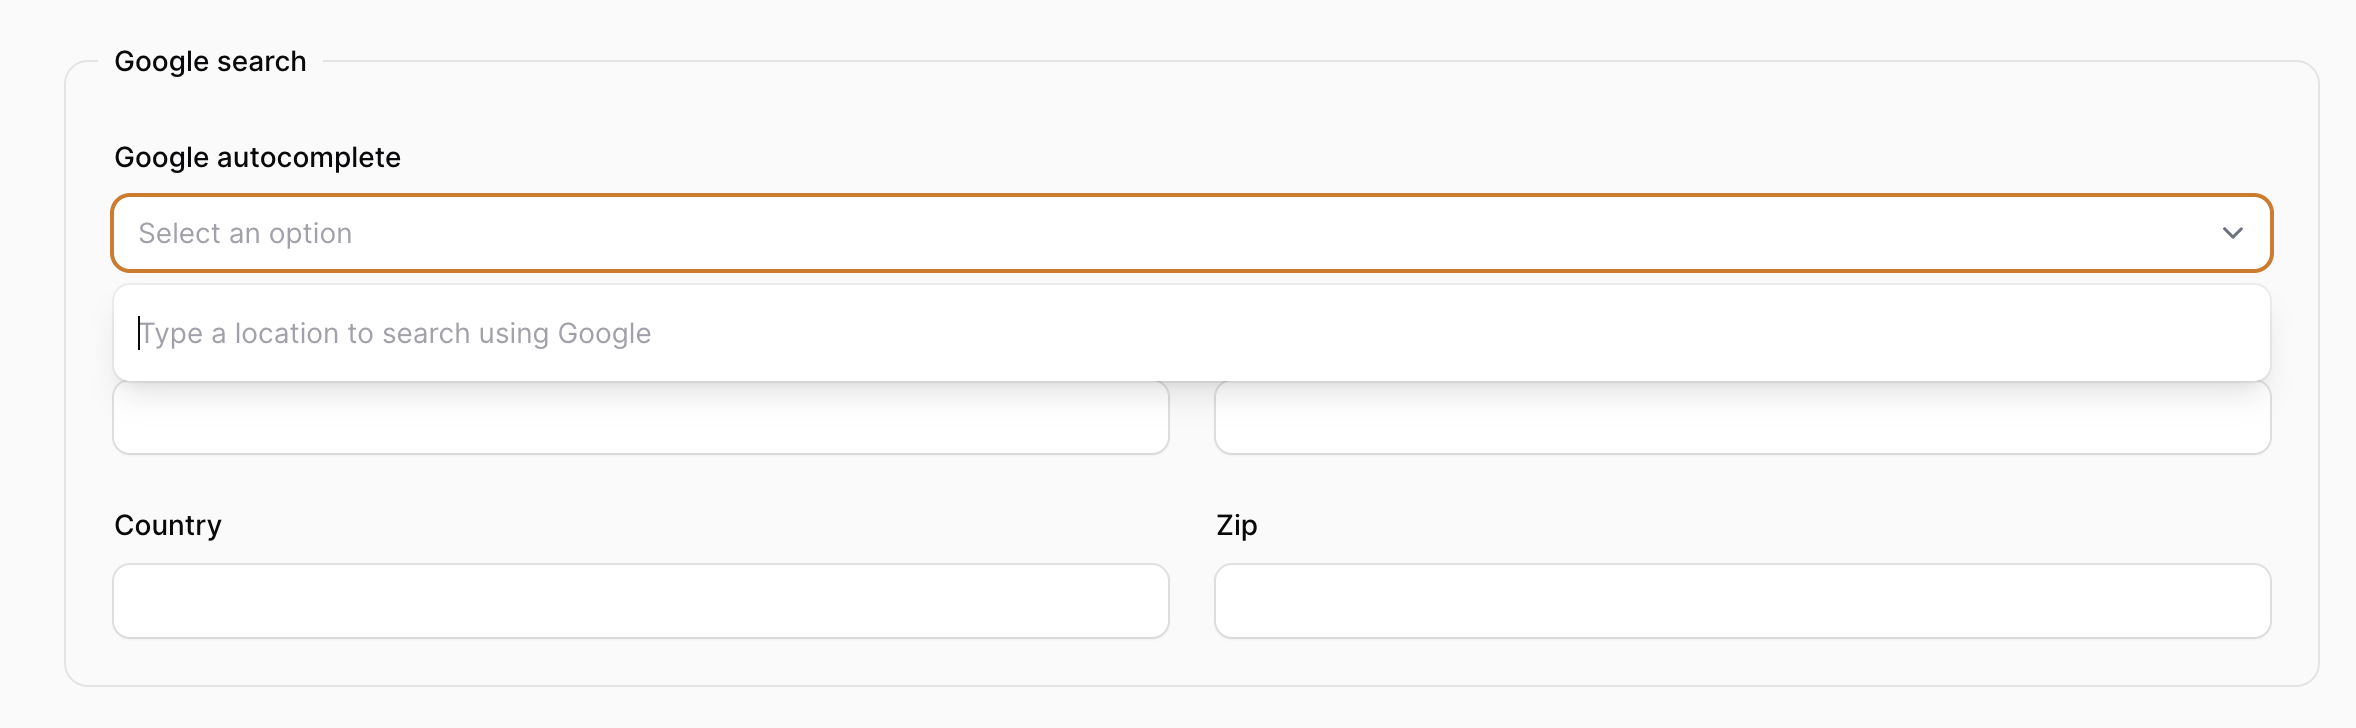 Google search
Google autocomplete
Select an option
Type a location to search using Google
Country
Zip